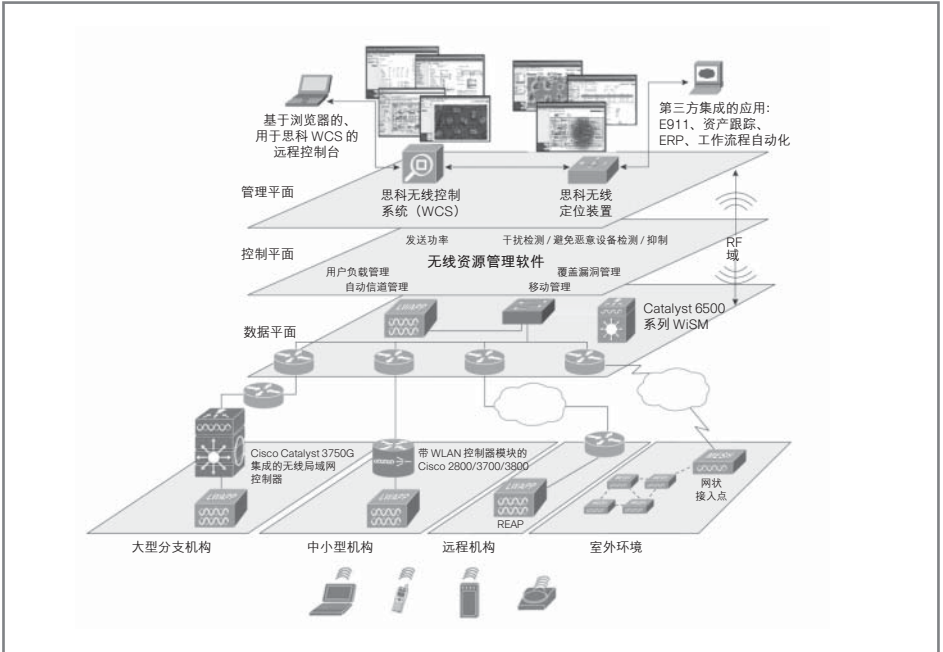 基于浏览器的、
用于思科 WCS 的
远程控制台
第三方集成的应用:
E911、资产跟踪、
ERP、工作流程自动化
管理平面
思科无线控制
系统（WCS）
思科无线
定位装置
控制平面
发送功率
干扰检测 / 避免恶意设备检测 / 抑制
无线资源管理软件
用户负载管理
覆盖漏洞管理
自动信道管理
移动管理
RF
域
数据平面
LWAPP
Catalyst 6500
系列 WiSM
Cisco Catalyst 3750G
集成的无线局域网
控制器
带 WLAN 控制器模块的
Cisco 2800/3700/3800
MESH
网状
接入点
LWAPP
LWAPP
LWAPP
REAP
大型分支机构
中小型机构
远程机构
室外环境